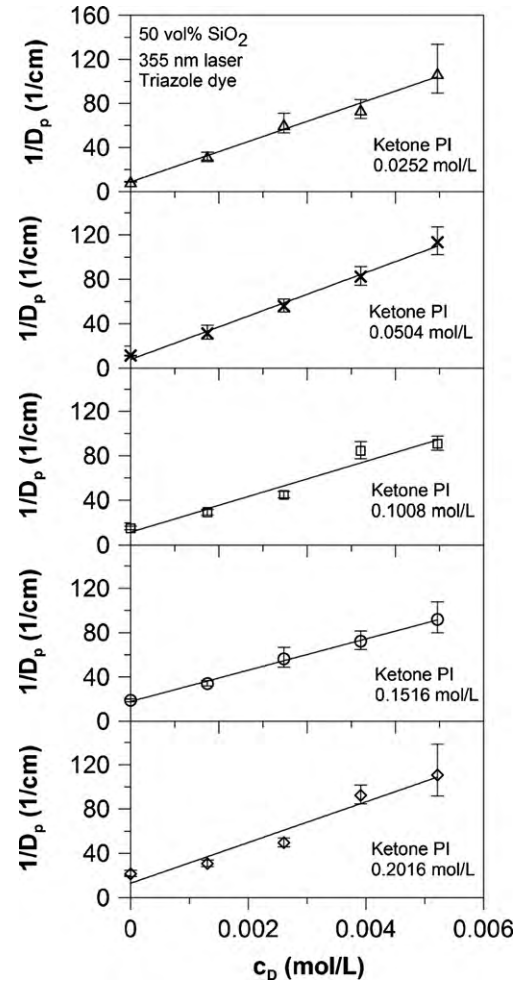 160
50 vol% SiO₂
355 nm laser
Triazole dye
120
80
40
0
1/Dₚ (1/cm)
Ketone PI
0.0252 mol/L
120
80
40
0
1/Dₚ (1/cm)
Ketone PI
0.0504 mol/L
120
80
40
0
1/Dₚ (1/cm)
Ketone PI
0.1008 mol/L
120
80
40
0
1/Dₚ (1/cm)
Ketone PI
0.1516 mol/L
120
80
40
0
1/Dₚ (1/cm)
Ketone PI
0.2016 mol/L
0 0.002 0.004 0.006
c_D (mol/L)